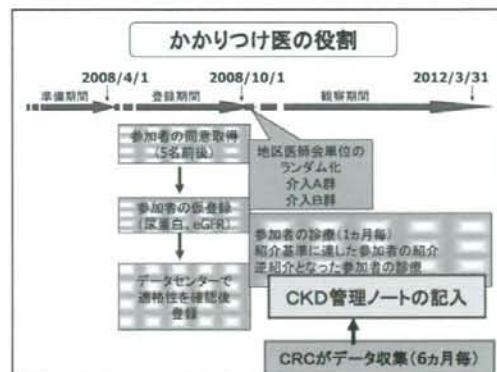 かかりつけ医の役割
2008/4/1
2008/10/1
2012/3/31
準備期間
登録期間
観察期間
参加者の同意取得
(5名前後)
地区医師会単位の
ランダム化
介入A群
介入B群
参加者の仮登録
(尿蛋白、eGFR)
参加者の診療(1ヵ月毎)
紹介基準に達した参加者の紹介
逆紹介となった参加者の診療
データセンターで
適格性を確認後
登録
CKD管理ノートの記入
CRCがデータ収集(6ヵ月毎)